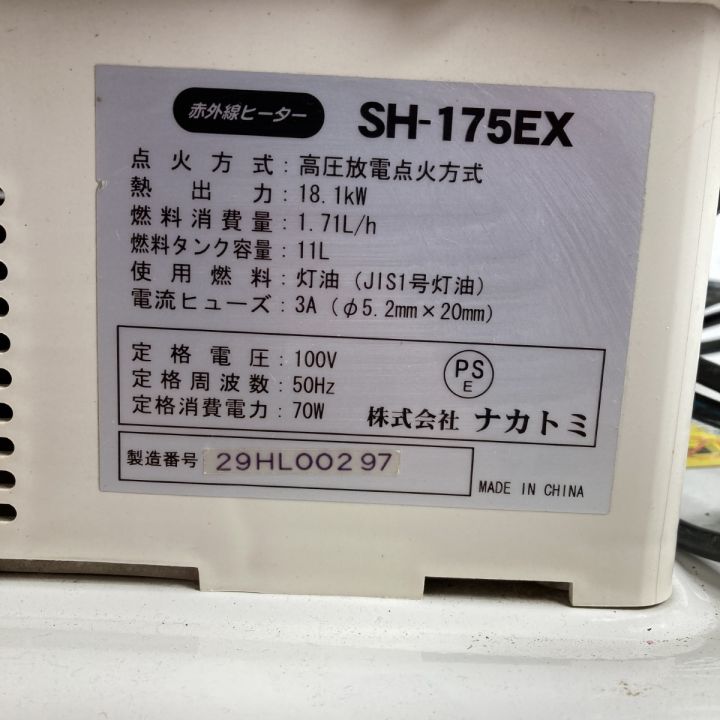 赤外線ヒーター SH-175EX
点火方式:高圧放電点火方式
熱出力:18.1kW
燃料消費量:1.71L/h
燃料タンク容量:11L
使用燃料:灯油(JIS1号灯油)
電流ヒューズ:3A(φ5.2mm×20mm)
定格電圧:100V
定格周波数:50Hz
定格消費電力:70W
PS
E
株式会社 ナカトミ
製造番号 29HL00297
MADE IN CHINA